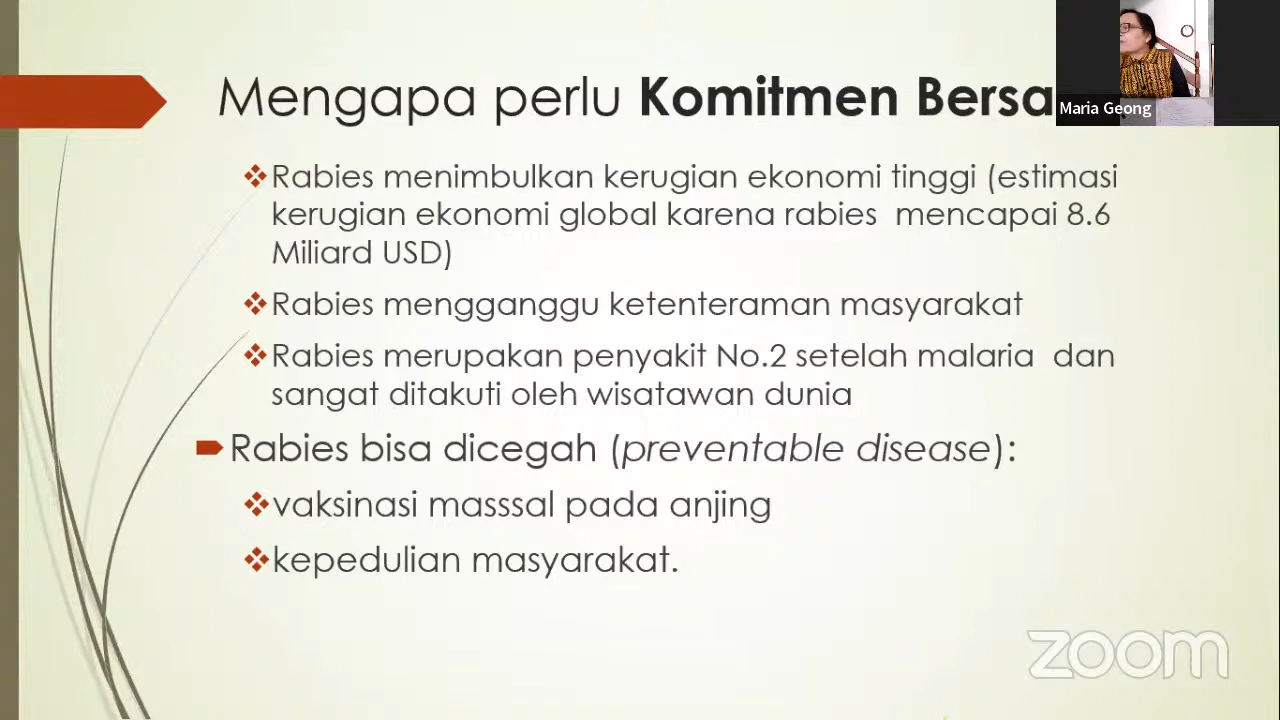 Mengapa perlu Komitmen Bersa
Maria Geong
Rabies menimbulkan kerugian ekonomi tinggi (estimasi
kerugian ekonomi global karena rabies mencapai 8.6
Miliard USD)
Rabies mengganggu ketenteraman masyarakat
Rabies merupakan penyakit No.2 setelah malaria dan
sangat ditakuti oleh wisatawan dunia
Rabies bisa dicegah (preventable disease):
vaksinasi masssal pada anjing
kepedulian masyarakat.
zoom